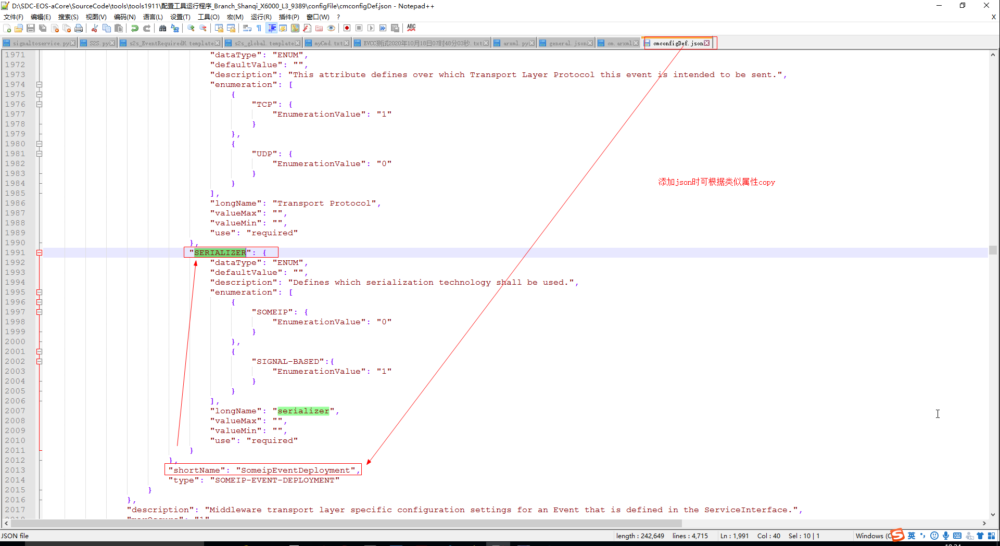 D:\SDC-EOS-aCore\SourceCode\tools\tools1911\配置工具运行程序_Branch_Shanqi_X6000_L3_9389\configFile\cmconfigDef.json - Notepad++
文件(F) 编辑(E) 搜索(S) 视图(V) 编码(N) 语言(L) 设置(T) 工具(O) 宏(M) 运行(R) 插件(P) 窗口(W) ? X
signaltoservice.py S2S.py s2s_EventRequiredH.template s2s_global.template myCmd.txt EVCC测试2020年10月18日07时48分03秒.txt arxml.py general.json cm.arxml cmconfigDef.json
1971 "dataType": "ENUM",
1972 "defaultValue": "",
1973 "description": "This attribute defines over which Transport Layer Protocol this event is intended to be sent.",
1974 "enumeration": [
1975 {
1976 "TCP": {
1977 "EnumerationValue": "1"
1978 }
1979 },
1980 {
1981 "UDP": {
1982 "EnumerationValue": "0"
1983 }
1984 }
添加json时可根据类似属性copy
1985 ],
1986 "longName": "Transport Protocol",
1987 "valueMax": "",
1988 "valueMin": "",
1989 "use": "required"
1990 },
1991 "SERIALIZER": {
1992 "dataType": "ENUM",
1993 "defaultValue": "",
1994 "description": "Defines which serialization technology shall be used.",
1995 "enumeration": [
1996 {
1997 "SOMEIP": {
1998 "EnumerationValue": "0"
1999 }
2000 },
2001 {
2002 "SIGNAL-BASED":{
2003 "EnumerationValue": "1"
2004 }
2005 }
2006 ],
2007 "longName": "serializer",
2008 "valueMax": "",
2009 "valueMin": "",
2010 "use": "required"
2011 }
2012 },
2013 "shortName": "SomeipEventDeployment",
2014 "type": "SOMEIP-EVENT-DEPLOYMENT"
2015 }
2016 },
2017 "description": "Middleware transport layer specific configuration settings for an Event that is defined in the ServiceInterface.",
JSON file length : 242,649 lines : 4,715 Ln : 1,991 Col : 40 Sel : 10 | 1 Windows (C 英